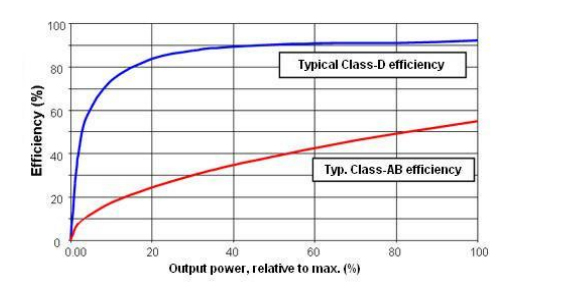 100
80
60
40
20
0
Efficiency (%)
Typical Class-D efficiency
Typ. Class-AB efficiency
0.00 20 40 60 80 100
Output power, relative to max. (%)